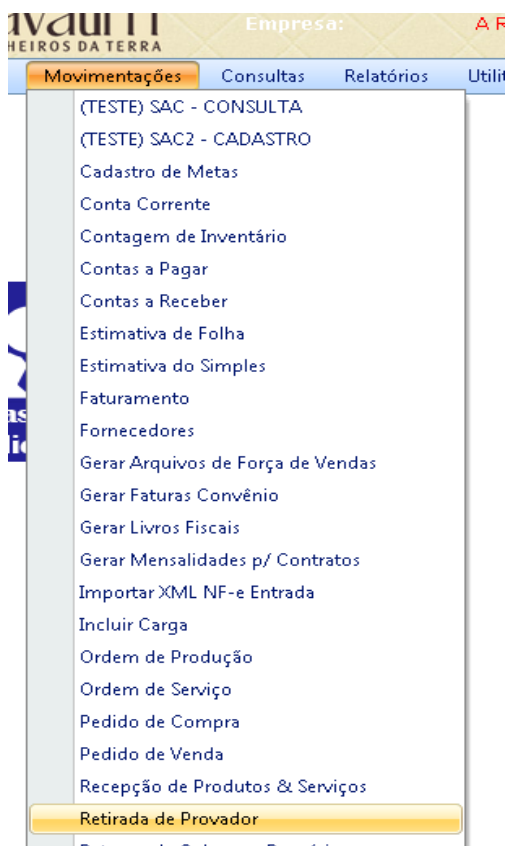 HEIROS DA TERRA
Empresa:
A R
Movimentações Consultas Relatórios Utilit
(TESTE) SAC - CONSULTA
(TESTE) SAC2 - CADASTRO
Cadastro de Metas
Conta Corrente
Contagem de Inventário
Contas a Pagar
Contas a Receber
Estimativa de Folha
Estimativa do Simples
Faturamento
Fornecedores
Gerar Arquivos de Força de Vendas
Gerar Faturas Convênio
Gerar Livros Fiscais
Gerar Mensalidades p/ Contratos
Importar XML NF-e Entrada
Incluir Carga
Ordem de Produção
Ordem de Serviço
Pedido de Compra
Pedido de Venda
Recepção de Produtos & Serviços
Retirada de Provador